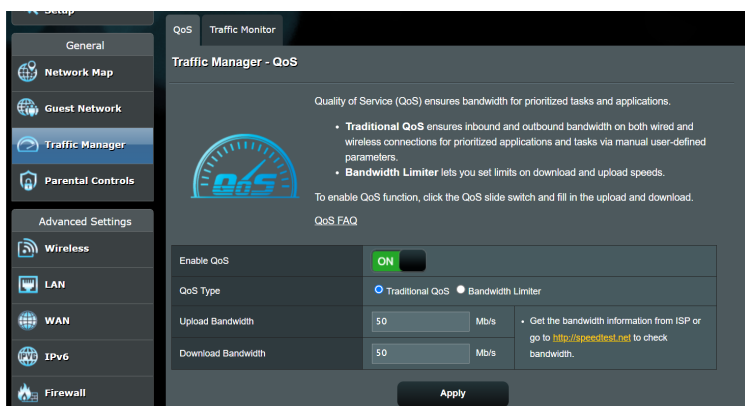 Setup
General
Network Map
Guest Network
Traffic Manager
Parental Controls
Advanced Settings
Wireless
LAN
WAN
IPv6
Firewall
QoS Traffic Monitor
Traffic Manager - QoS
QoS
Quality of Service (QoS) ensures bandwidth for prioritized tasks and applications.
• Traditional QoS ensures inbound and outbound bandwidth on both wired and
wireless connections for prioritized applications and tasks via manual user-defined
parameters.
• Bandwidth Limiter lets you set limits on download and upload speeds.
To enable QoS function, click the QoS slide switch and fill in the upload and download.
QoS FAQ
Enable QoS ON
QoS Type Traditional QoS Bandwidth Limiter
Upload Bandwidth 50 Mb/s
Download Bandwidth 50 Mb/s
• Get the bandwidth information from ISP or
go to http://speedtest.net to check
bandwidth.
Apply